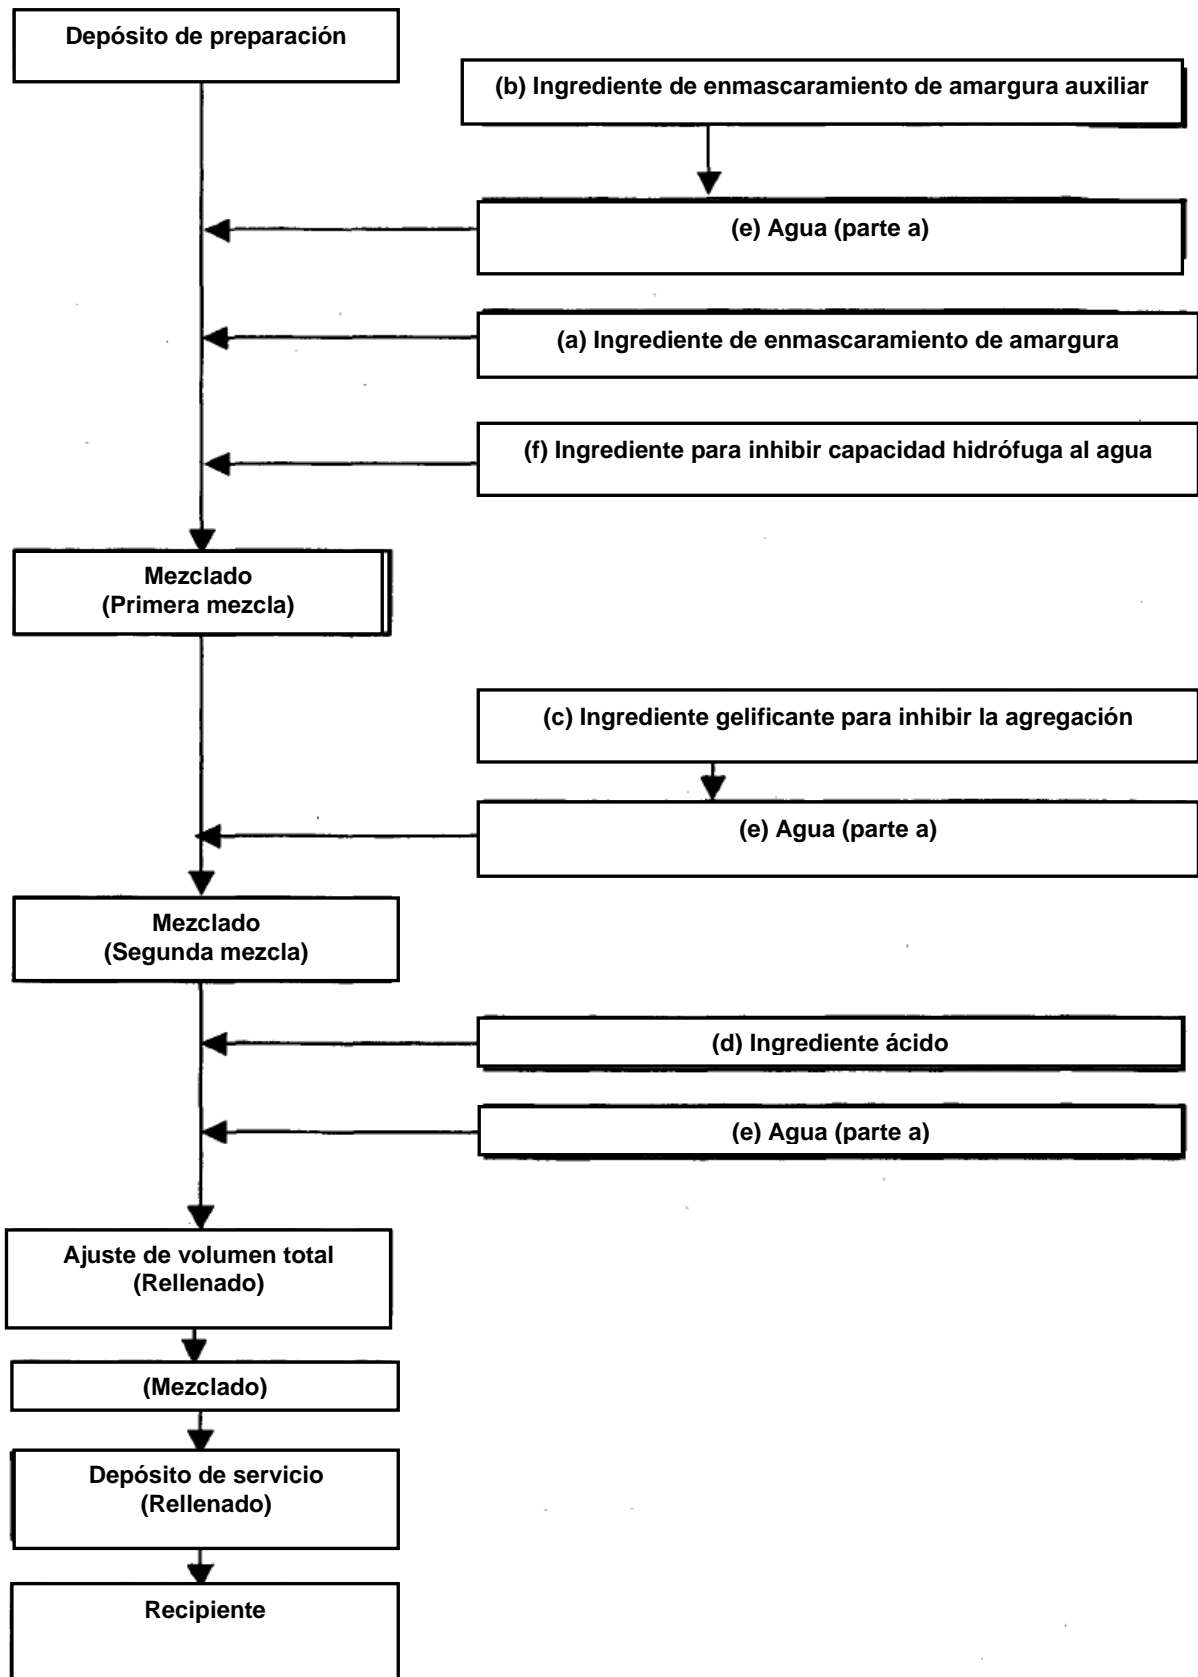 Depósito de preparación
(b) Ingrediente de enmascaramiento de amargura auxiliar
(e) Agua (parte a)
(a) Ingrediente de enmascaramiento de amargura
(f) Ingrediente para inhibir capacidad hidrófuga al agua
Mezclado
(Primera mezcla)
(c) Ingrediente gelificante para inhibir la agregación
(e) Agua (parte a)
Mezclado
(Segunda mezcla)
(d) Ingrediente ácido
(e) Agua (parte a)
Ajuste de volumen total
(Rellenado)
(Mezclado)
Depósito de servicio
(Rellenado)
Recipiente